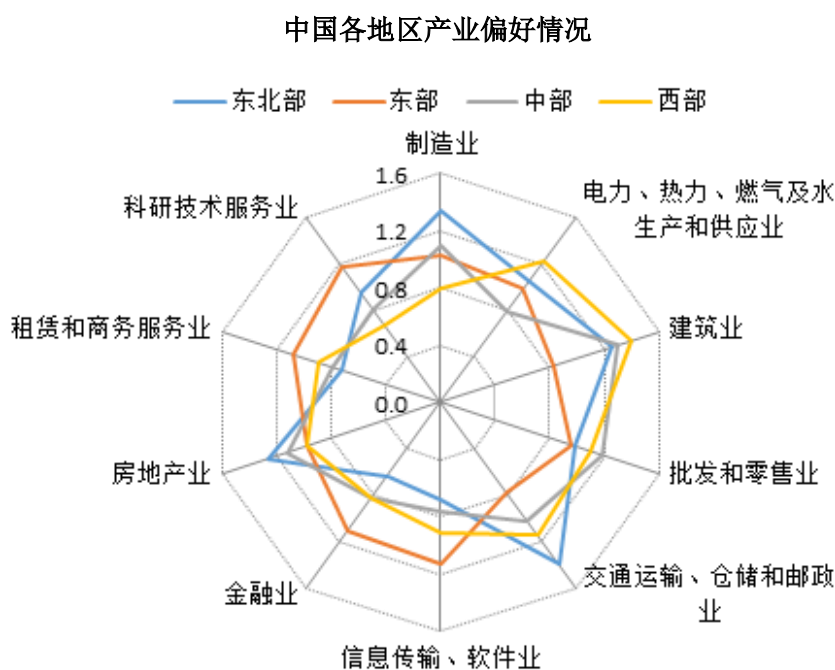 中国各地区产业偏好情况
东北部 东部 中部 西部
制造业
1.6
电力、热力、燃气及水
生产和供应业
科研技术服务业
1.2
0.8
租赁和商务服务业
建筑业
0.4
0.0
房地产业
批发和零售业
金融业
交通运输、仓储和邮政
业
信息传输、软件业